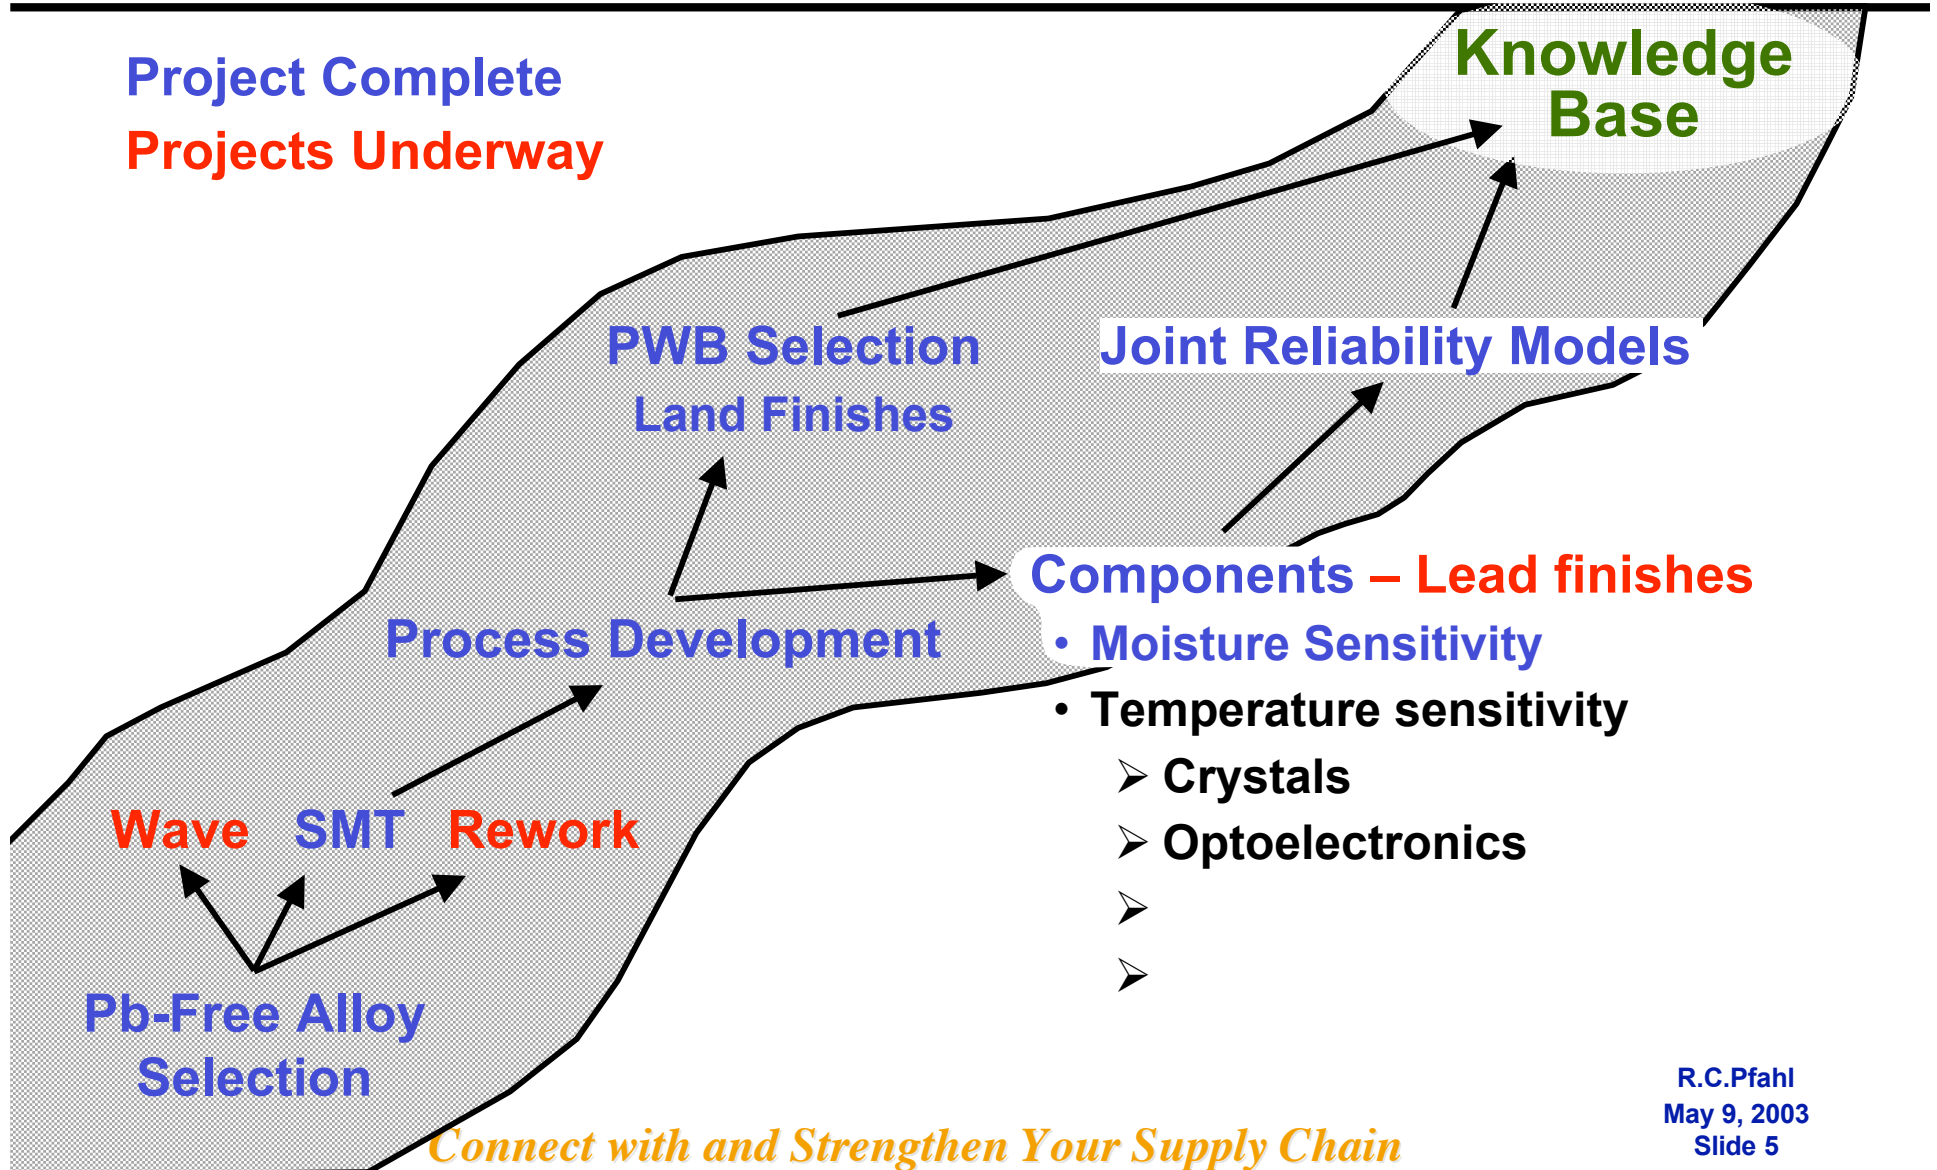 Knowledge
Base
Project Complete
Projects Underway
PWB Selection
Land Finishes
Joint Reliability Models
Components – Lead finishes
• Moisture Sensitivity
• Temperature sensitivity
➢ Crystals
➢ Optoelectronics
➢
➢
Process Development
Wave SMT Rework
Pb-Free Alloy
Selection
Connect with and Strengthen Your Supply Chain
R.C.Pfahl
May 9, 2003
Slide 5